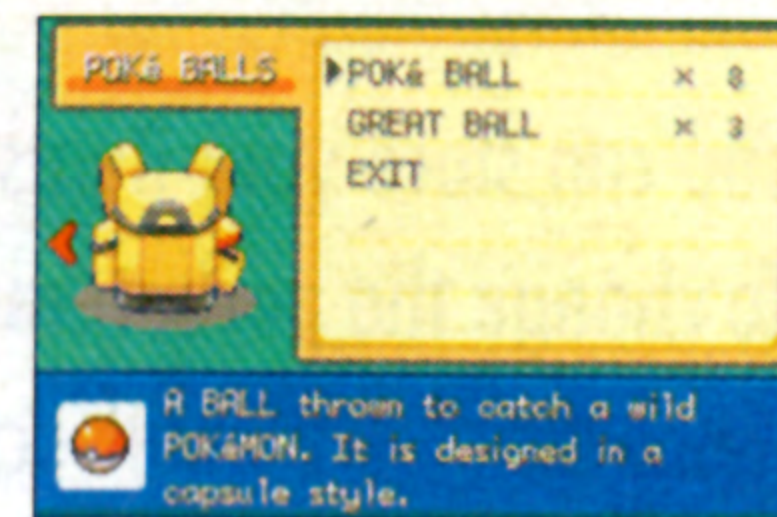 POKé BALLS
▶POKé BALL × 8
GREAT BALL × 3
EXIT
A BALL thrown to catch a wild
POKéMON. It is designed in a
capsule style.